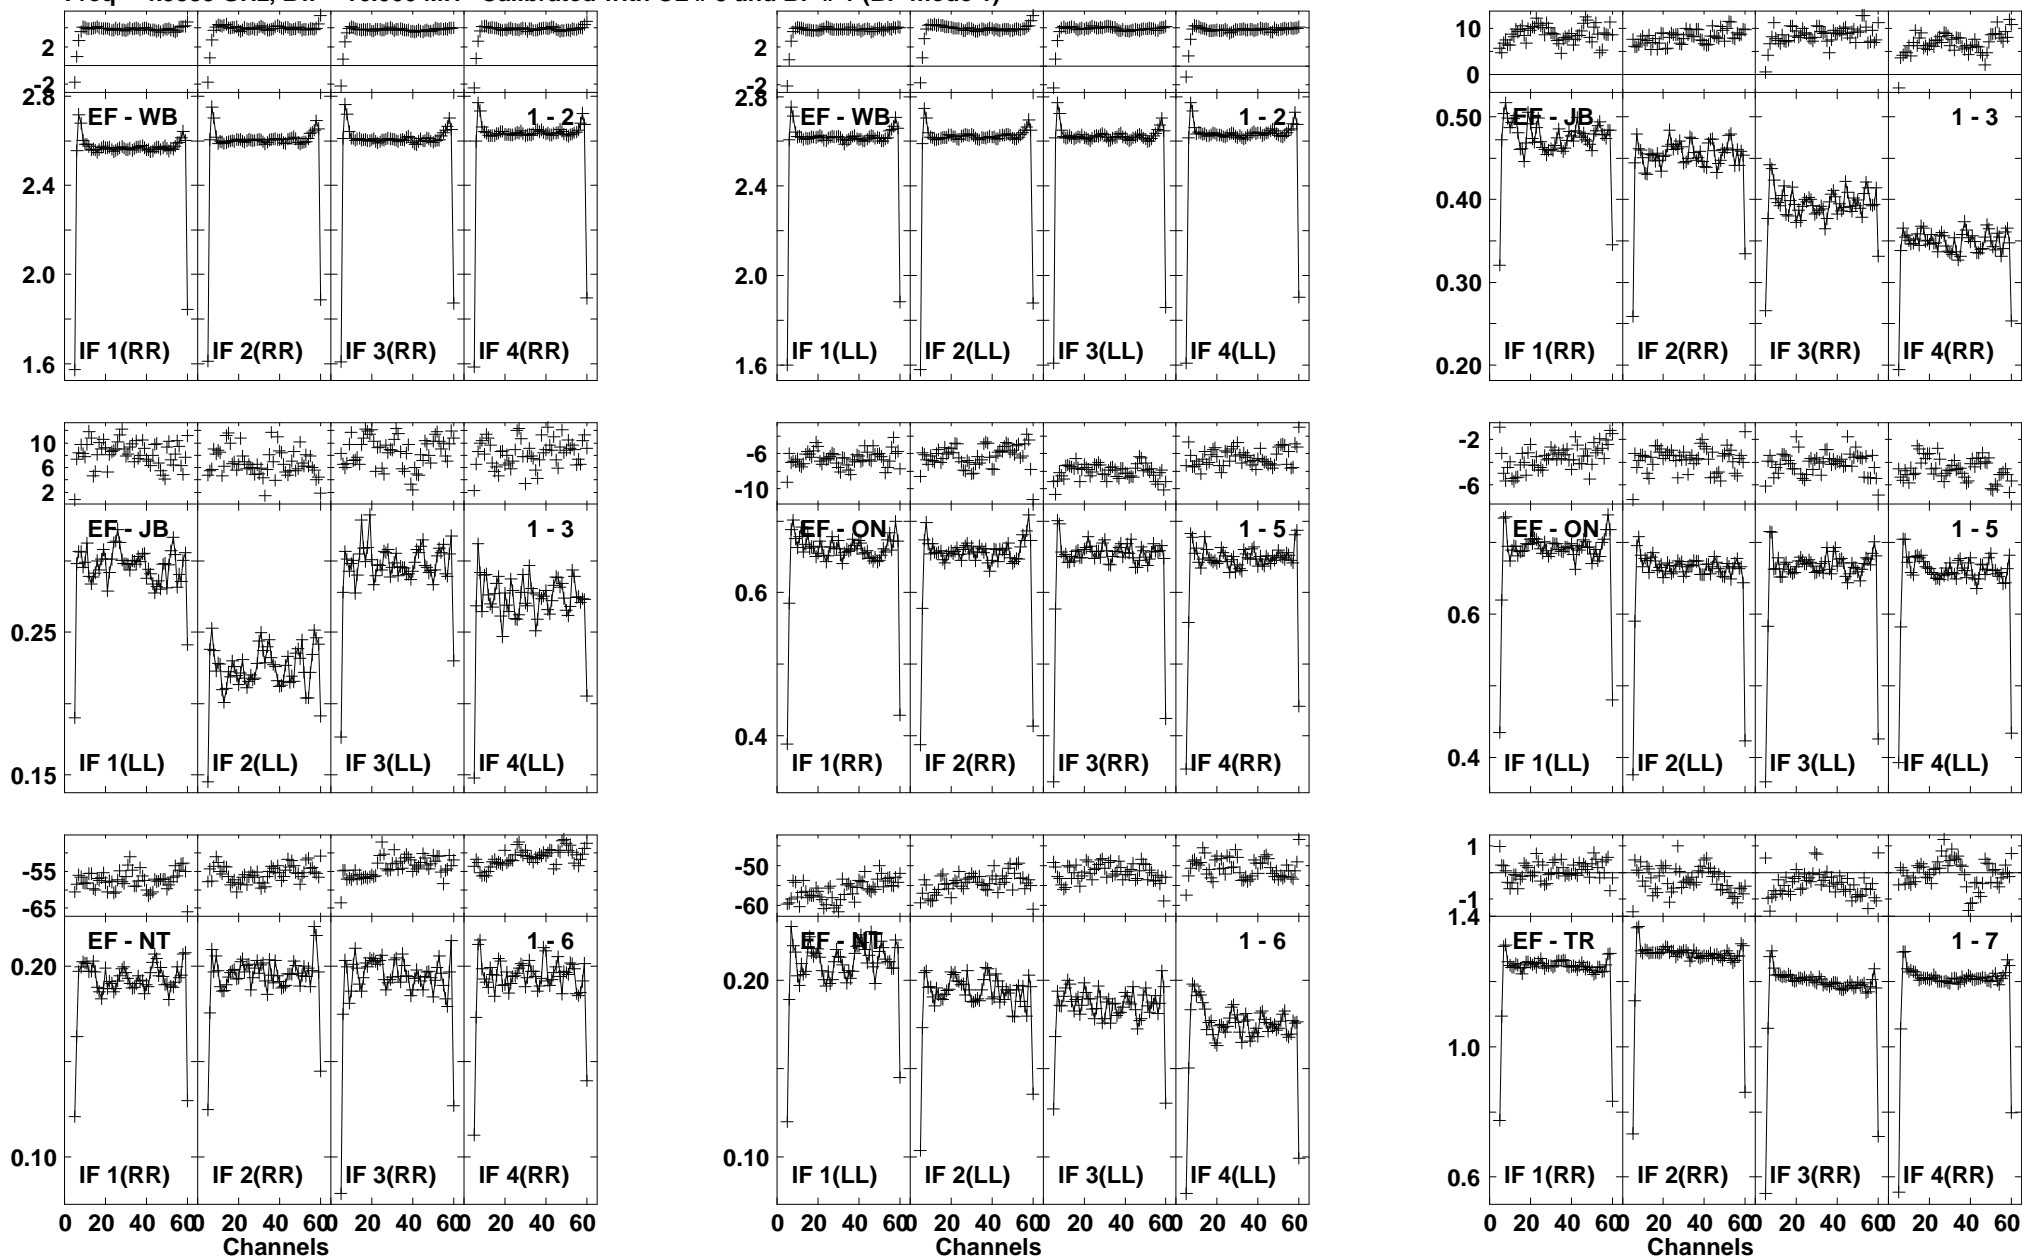 2
-2
2.8
2.4
2.0
1.6
EF - WB
1 - 2
IF 1(RR) IF 2(RR) IF 3(RR) IF 4(RR)
2
-2
2.8
2.4
2.0
1.6
EF - WB
1 - 2
IF 1(LL) IF 2(LL) IF 3(LL) IF 4(LL)
10
0
0.50
0.40
0.30
0.20
EF - JB
1 - 3
IF 1(RR) IF 2(RR) IF 3(RR) IF 4(RR)
10
6
2
0.25
0.15
EF - JB
1 - 3
IF 1(LL) IF 2(LL) IF 3(LL) IF 4(LL)
-6
-10
0.6
0.4
EF - ON
1 - 5
IF 1(RR) IF 2(RR) IF 3(RR) IF 4(RR)
-2
-6
0.6
0.4
EF - ON
1 - 5
IF 1(LL) IF 2(LL) IF 3(LL) IF 4(LL)
-55
-65
0.20
0.10
EF - NT
1 - 6
IF 1(RR) IF 2(RR) IF 3(RR) IF 4(RR)
0 20 40 60 0 20 40 60 0 20 40 60 0 20 40 60
Channels
-50
-60
0.20
0.10
EF - NT
1 - 6
IF 1(LL) IF 2(LL) IF 3(LL) IF 4(LL)
0 20 40 60 0 20 40 60 0 20 40 60 0 20 40 60
Channels
1
-1
1.4
1.0
0.6
EF - TR
1 - 7
IF 1(RR) IF 2(RR) IF 3(RR) IF 4(RR)
0 20 40 60 0 20 40 60 0 20 40 60 0 20 40 60
Channels